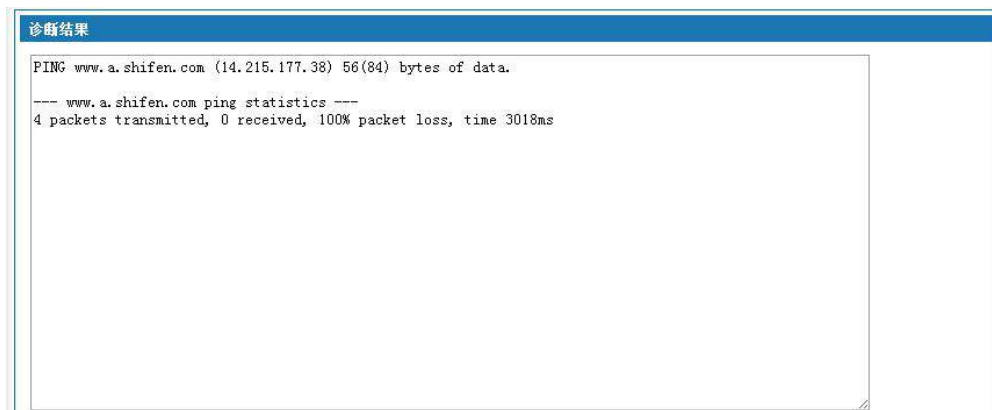 诊断结果
PING www.a.shifen.com (14.215.177.38) 56(84) bytes of data.
--- www.a.shifen.com ping statistics ---
4 packets transmitted, 0 received, 100% packet loss, time 3018ms